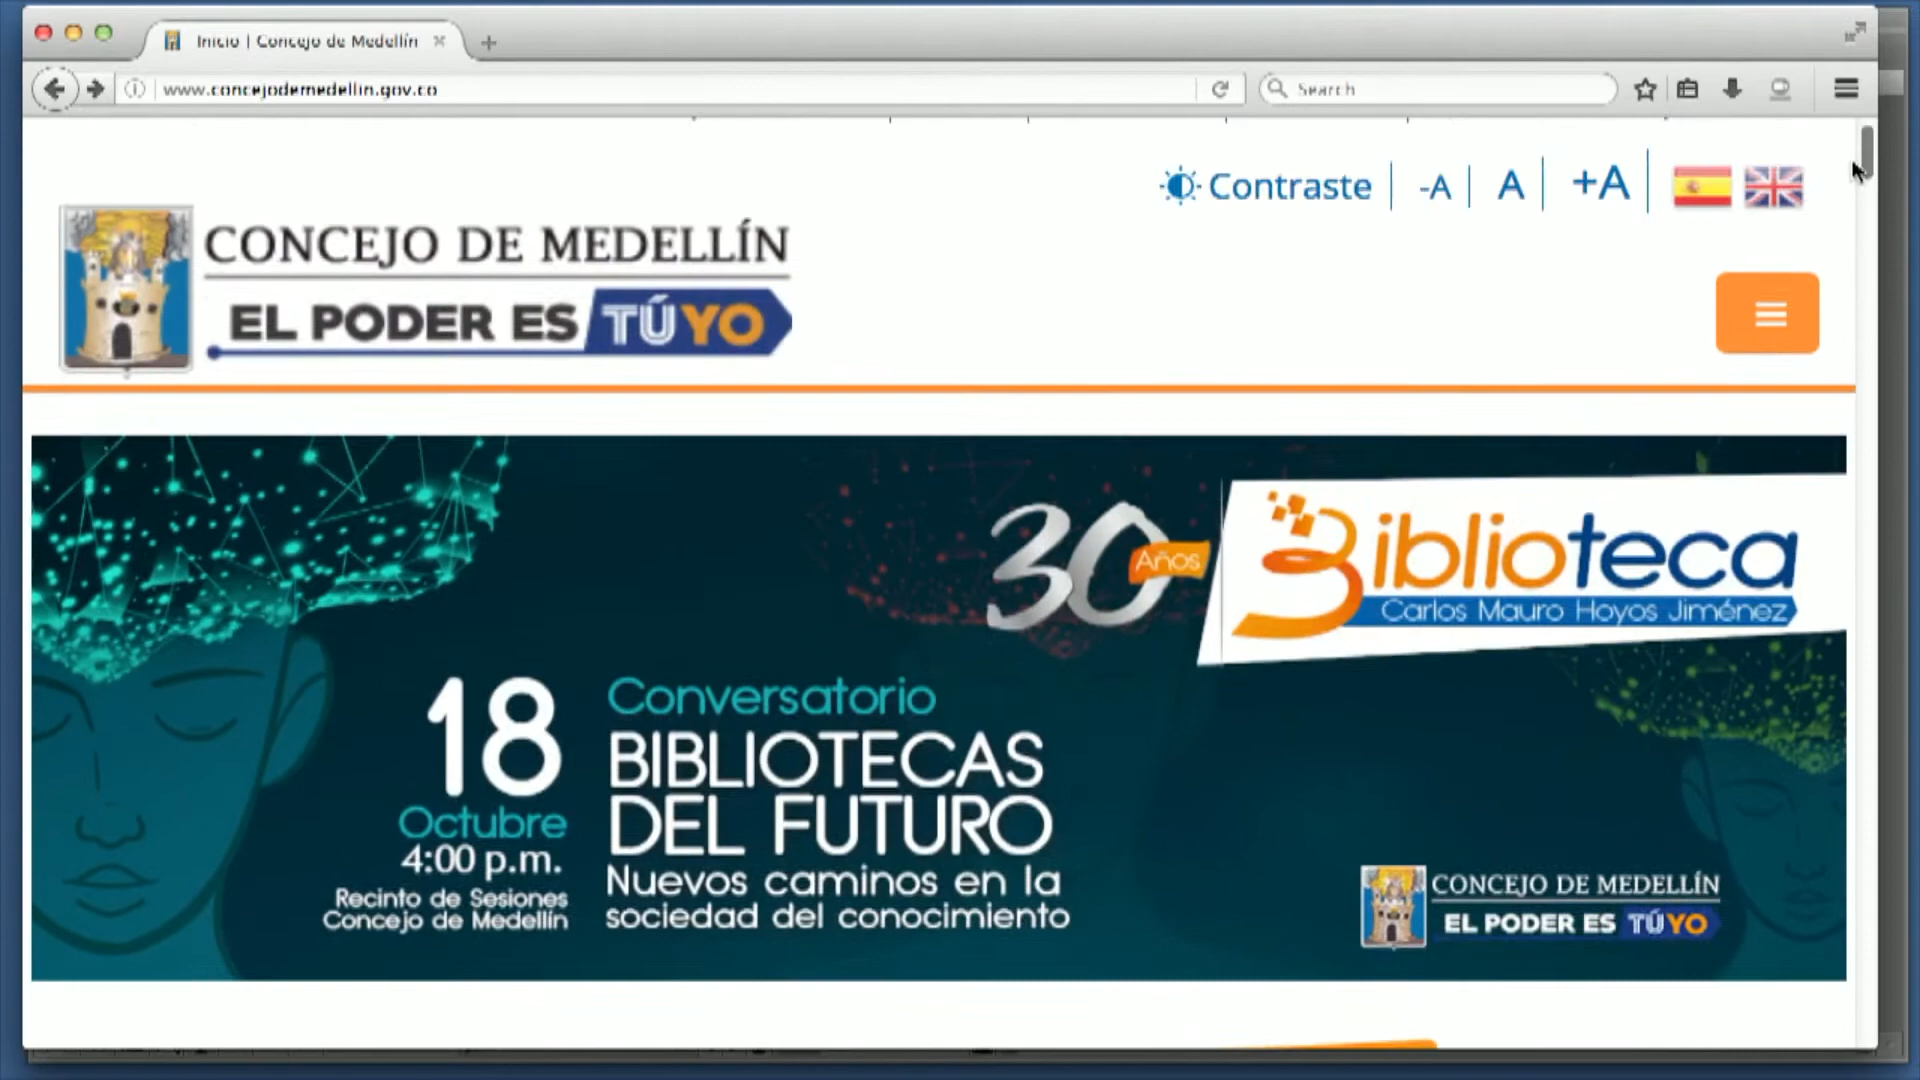 Inicio | Concejo de Medellín
www.concejodemedellin.gov.co
Search
Contraste
-A
A
+A
CONCEJO DE MEDELLÍN
EL PODER ES TÚYO
30
Años
Biblioteca
Carlos Mauro Hoyos Jiménez
18
Octubre
4:00 p.m.
Recinto de Sesiones
Concejo de Medellín
Conversatorio
BIBLIOTECAS
DEL FUTURO
Nuevos caminos en la
sociedad del conocimiento
CONCEJO DE MEDELLÍN
EL PODER ES TÚYO